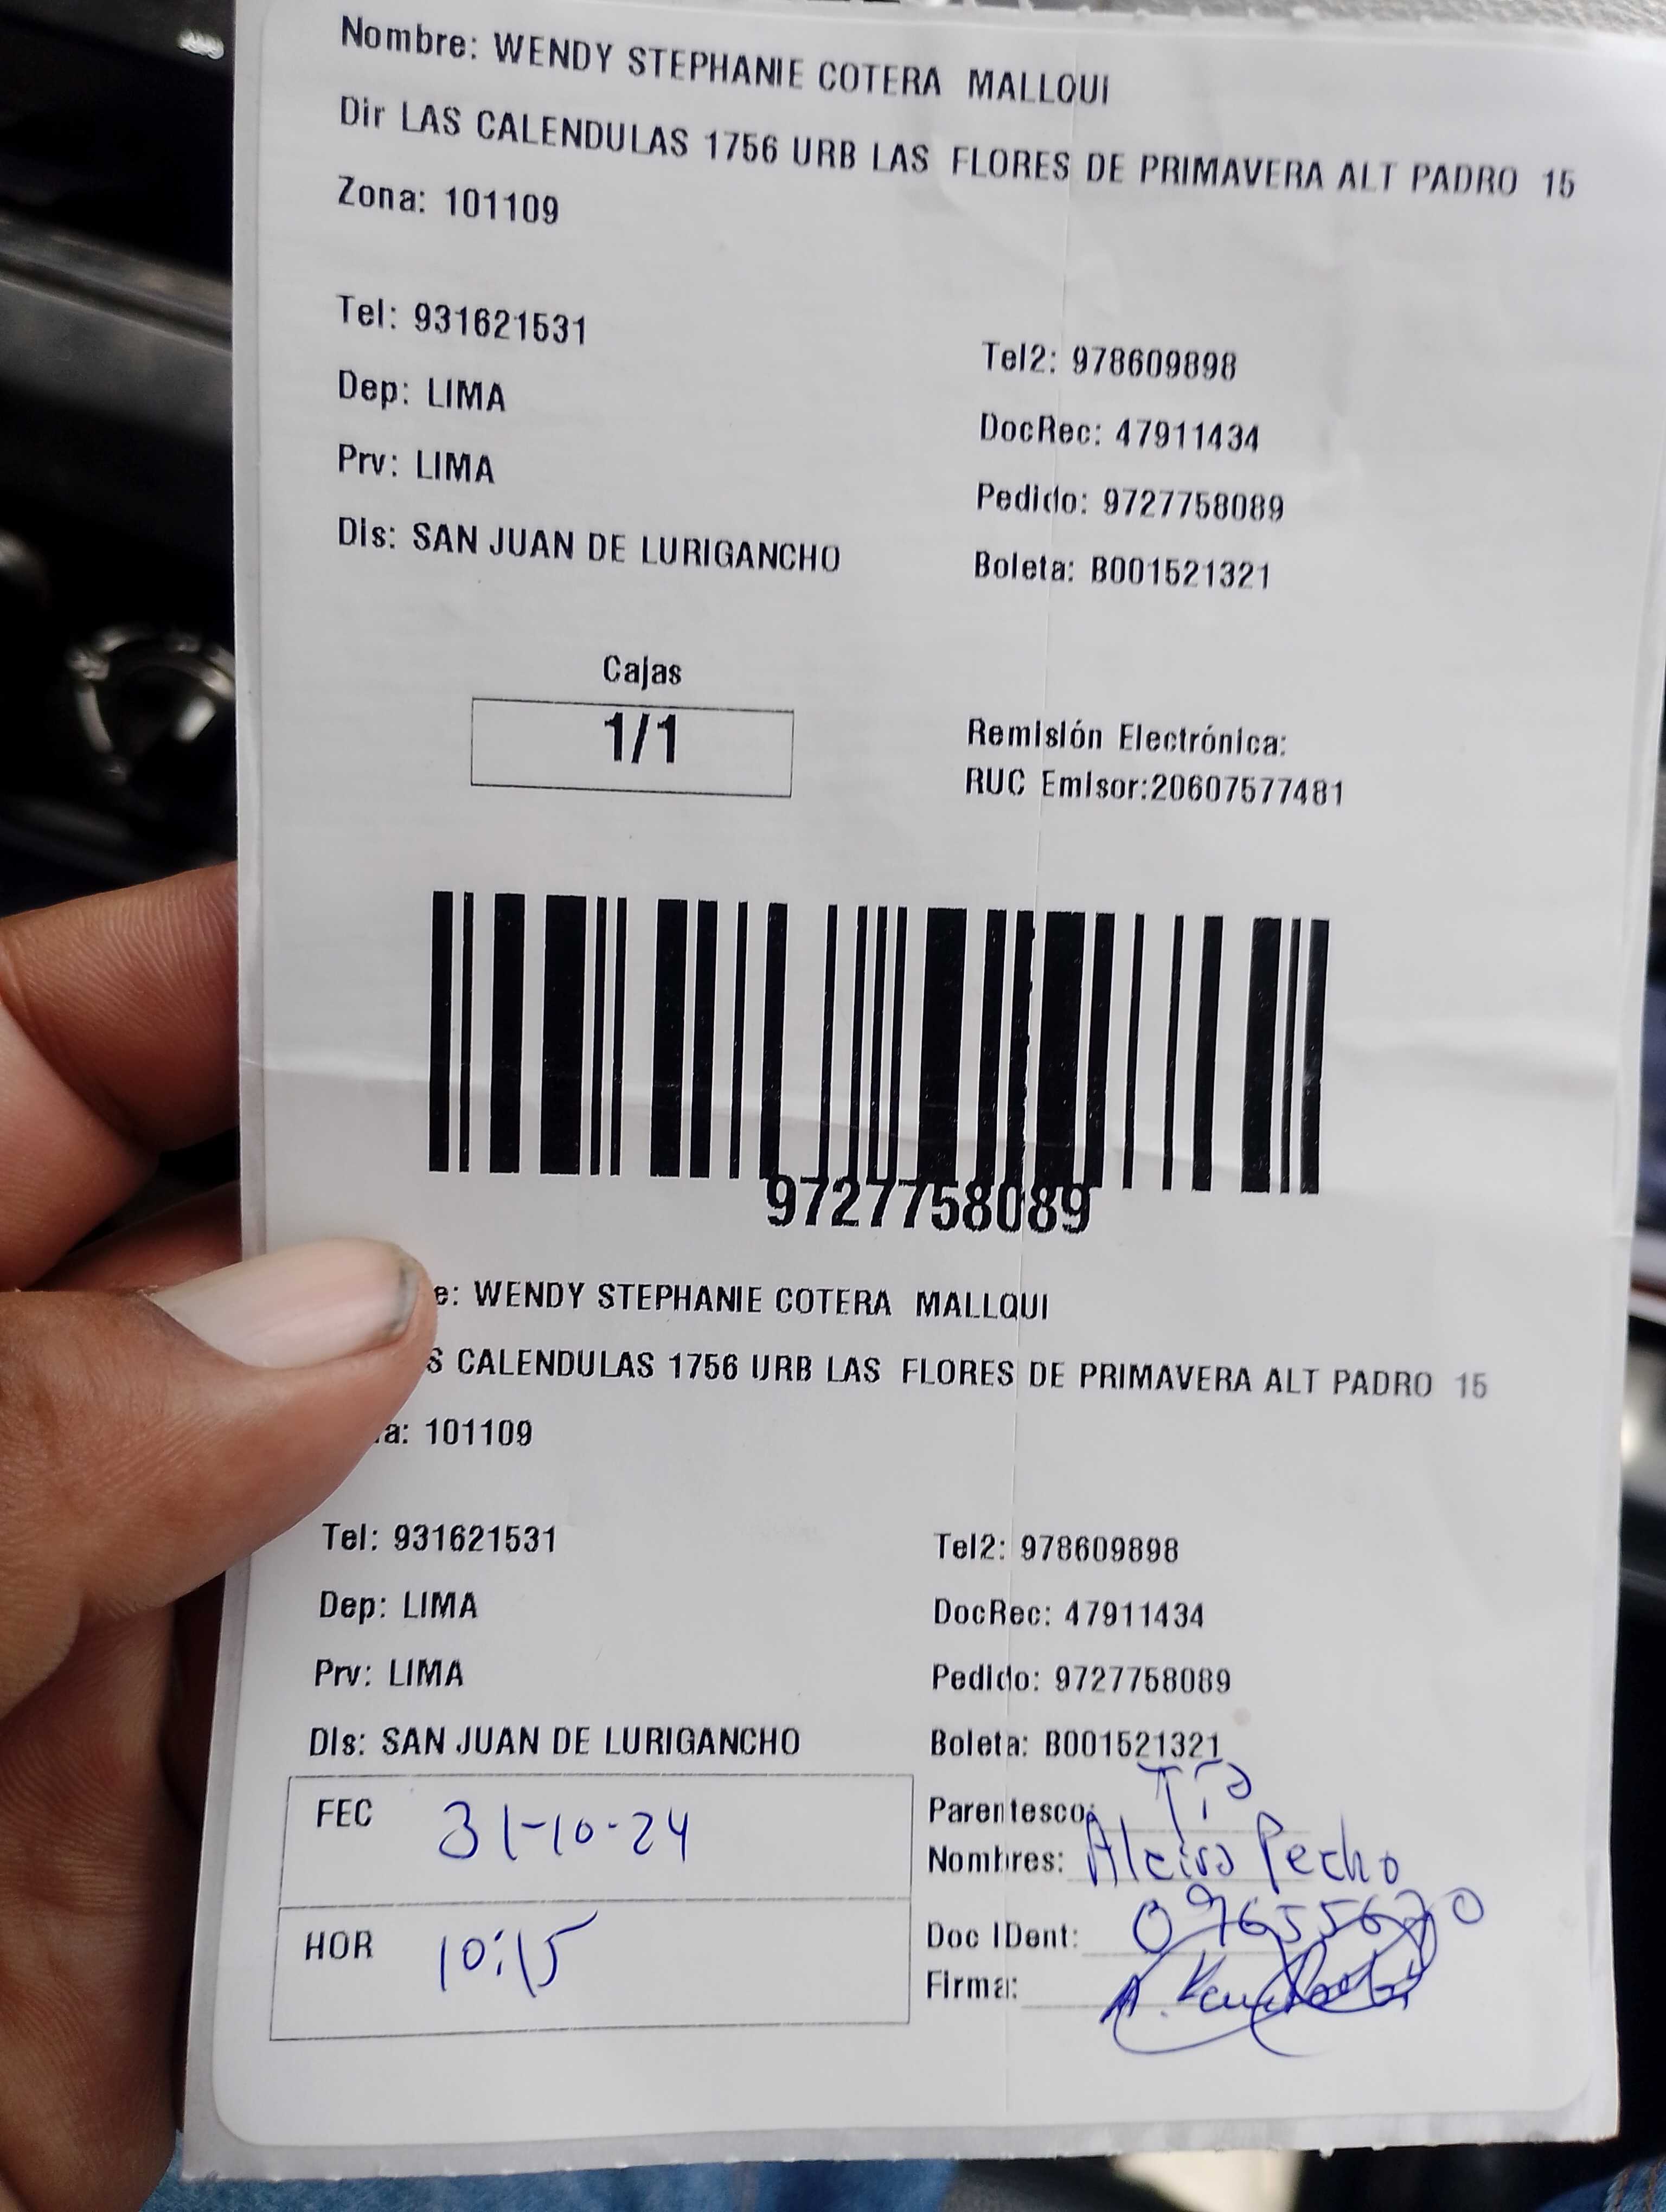 Nombre: WENDY STEPHANIE COTERA MALLQUI
Dir LAS CALENDULAS 1756 URB LAS FLORES DE PRIMAVERA ALT PADRO 15
Zona: 101109
Tel: 931621531
Tel2: 978609898
Dep: LIMA
DocRec: 47911434
Prv: LIMA
Pedido: 9727758089
Dis: SAN JUAN DE LURIGANCHO
Boleta: B001521321
Cajas
1/1
Remisión Electrónica:
RUC Emisor:20607577481
9727758089
e: WENDY STEPHANIE COTERA MALLQUI
S CALENDULAS 1756 URB LAS FLORES DE PRIMAVERA ALT PADRO 15
a: 101109
Tel: 931621531
Tel2: 978609898
Dep: LIMA
DocRec: 47911434
Prv: LIMA
Pedido: 9727758089
Dis: SAN JUAN DE LURIGANCHO
Boleta: B001521321
FEC 31-10-24
Parentesco: Tía
Nombres: Pecho
HOR 10:15
Doc IDent:
Firma: